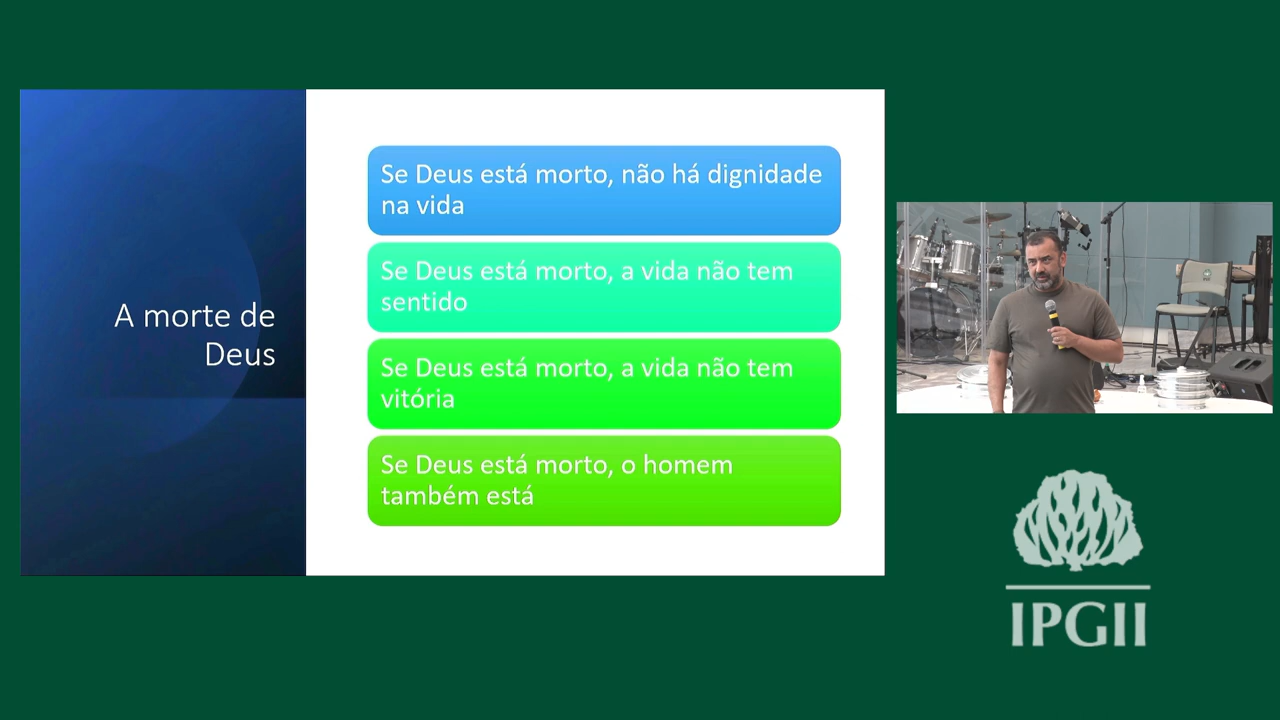 A morte de
Deus
Se Deus está morto, não há dignidade
na vida
Se Deus está morto, a vida não tem
sentido
Se Deus está morto, a vida não tem
vitória
Se Deus está morto, o homem
também está
IPGII